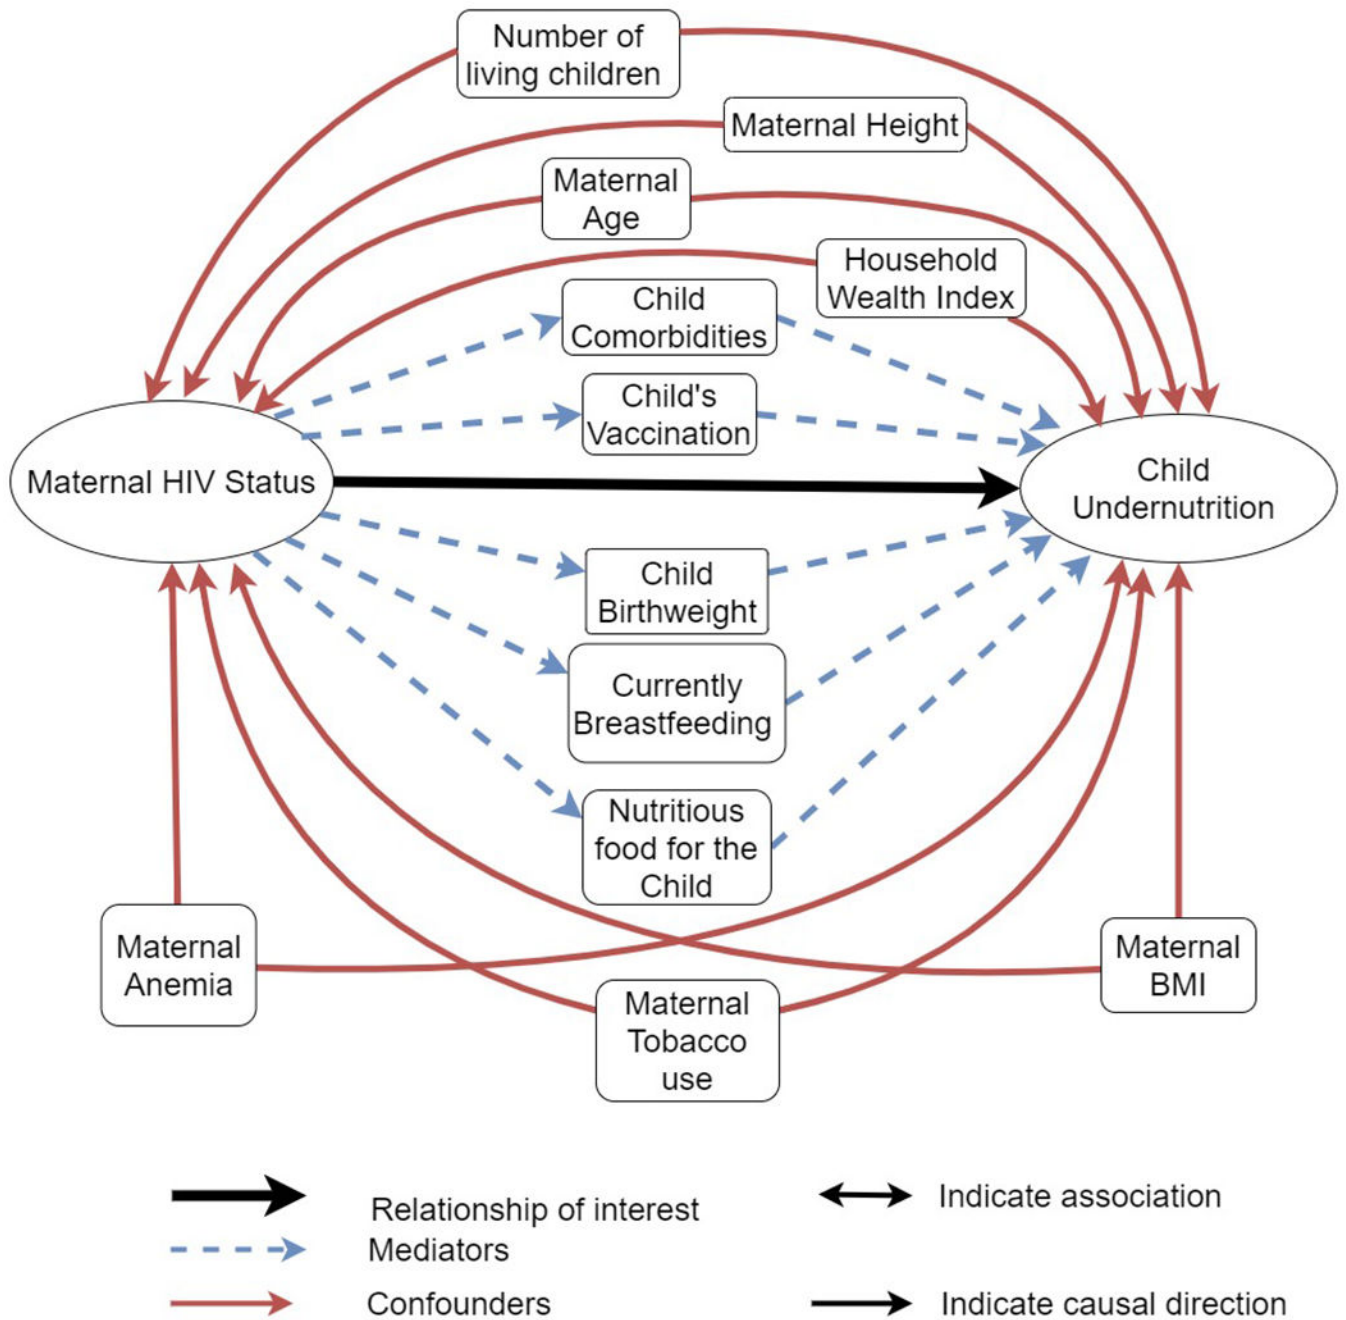 Number of
living children
Maternal Height
Maternal
Age
Household
Wealth Index
Child
Comorbidities
Child's
Vaccination
Maternal HIV Status
Child
Undernutrition
Child
Birthweight
Currently
Breastfeeding
Nutritious
food for the
Child
Maternal
Anemia
Maternal
Tobacco
use
Maternal
BMI
Relationship of interest
Mediators
Confounders
Indicate association
Indicate causal direction